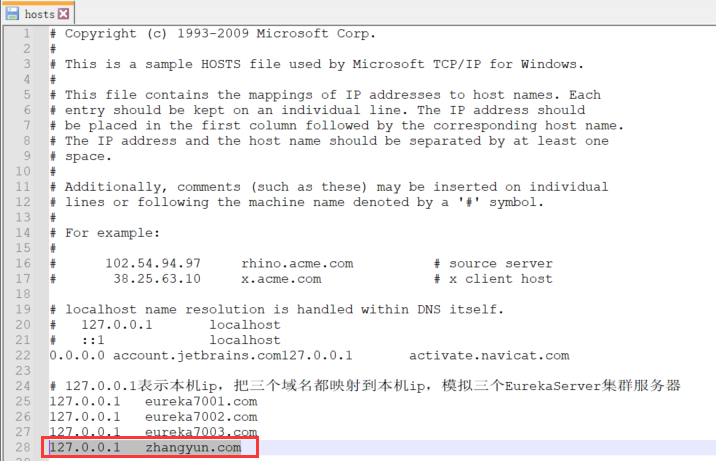 hosts
1 # Copyright (c) 1993-2009 Microsoft Corp.
2 #
3 # This is a sample HOSTS file used by Microsoft TCP/IP for Windows.
4 #
5 # This file contains the mappings of IP addresses to host names. Each
6 # entry should be kept on an individual line. The IP address should
7 # be placed in the first column followed by the corresponding host name.
8 # The IP address and the host name should be separated by at least one
9 # space.
10 #
11 # Additionally, comments (such as these) may be inserted on individual
12 # lines or following the machine name denoted by a '#' symbol.
13 #
14 # For example:
15 #
16 #      102.54.94.97     rhino.acme.com          # source server
17 #       38.25.63.10     x.acme.com              # x client host
18
19 # localhost name resolution is handled within DNS itself.
20 #   127.0.0.1       localhost
21 #   ::1             localhost
22 0.0.0.0 account.jetbrains.com127.0.0.1       activate.navicat.com
23
24 # 127.0.0.1表示本机ip，把三个域名都映射到本机ip，模拟三个EurekaServer集群服务器
25 127.0.0.1   eureka7001.com
26 127.0.0.1   eureka7002.com
27 127.0.0.1   eureka7003.com
28 127.0.0.1   zhangyun.com